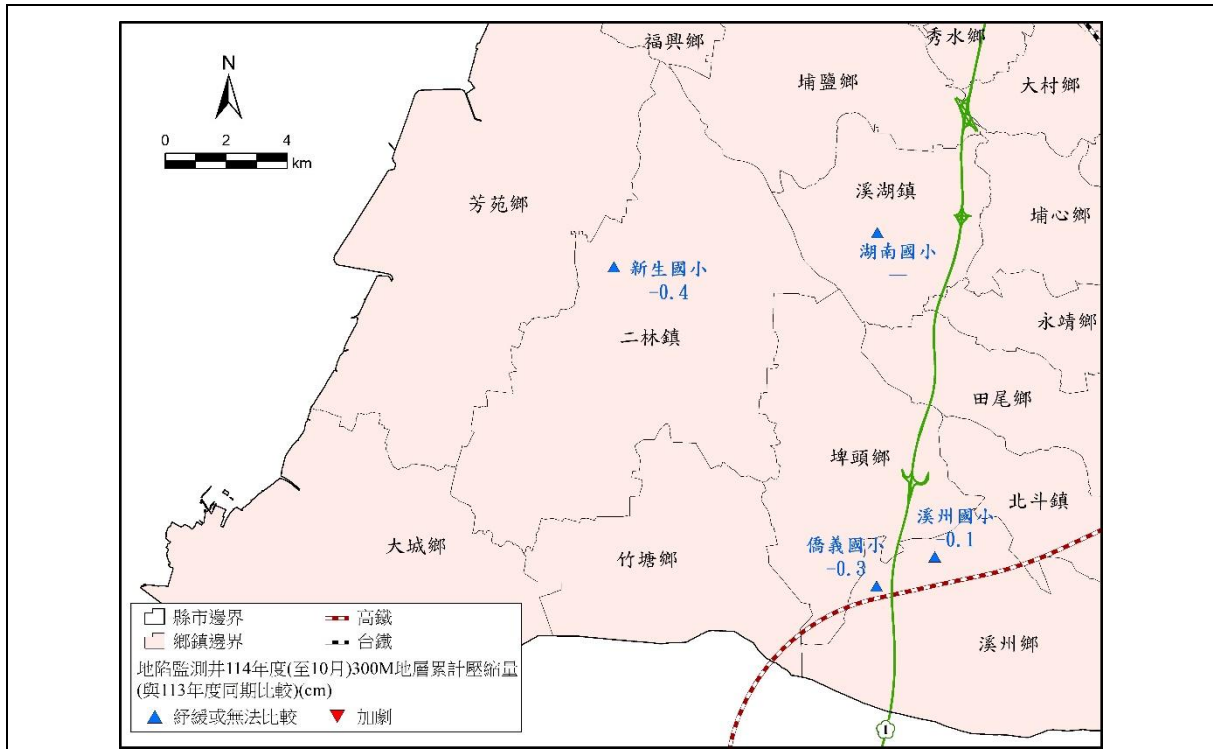 福興鄉
秀水鄉
埔鹽鄉
大村鄉
N
0 2 4
km
芳苑鄉
溪湖鎮
埔心鄉
湖南國小
—
新生國小
-0.4
二林鎮
永靖鄉
田尾鄉
埤頭鄉
北斗鎮
溪州國小
-0.1
僑義國小
-0.3
大城鄉
竹塘鄉
溪州鄉
縣市邊界 高鐵
鄉鎮邊界 台鐵
地陷監測井114年度(至10月)300M地層累計壓縮量
(與113年度同期比較)(cm)
紓緩或無法比較 加劇
1